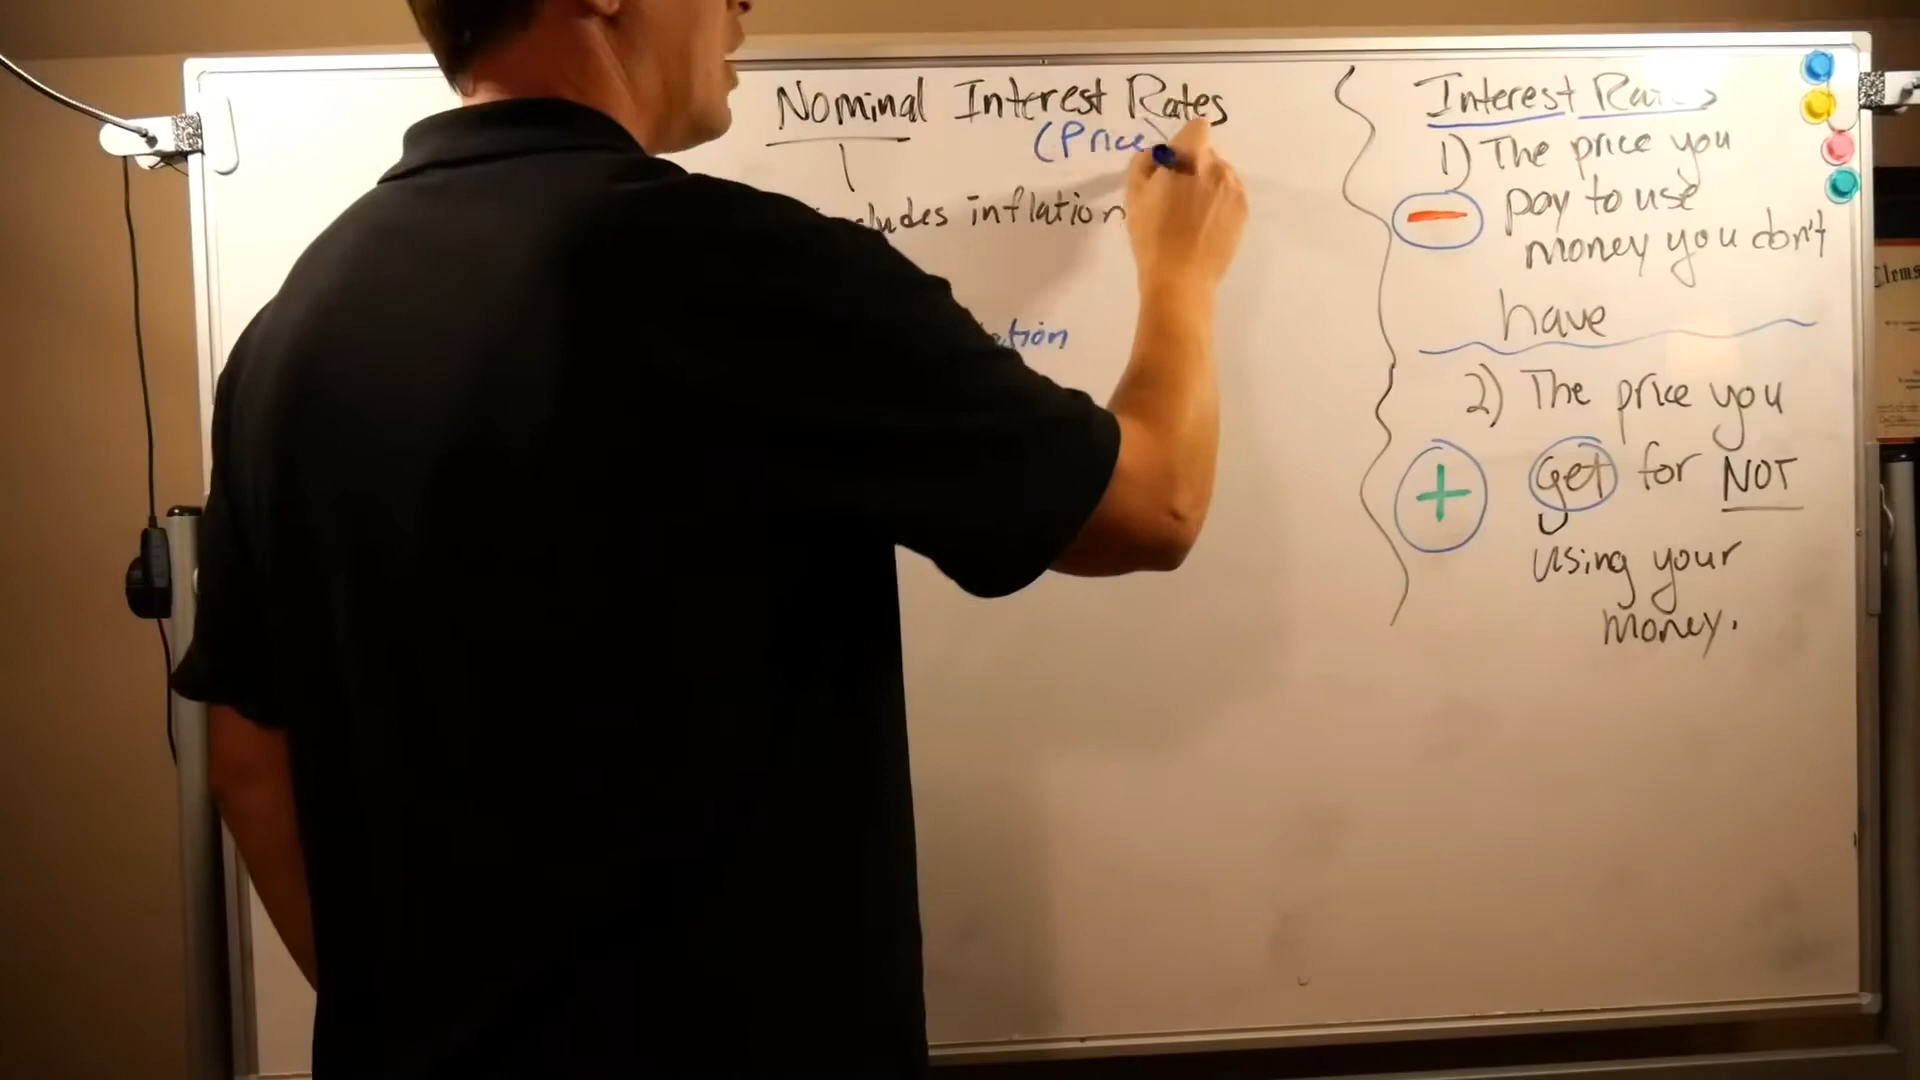 Nominal Interest Rates
(Price)
inflation
Interest
1) The price you
pay to use
money you don't
have
2) The price you
+ get for NOT
using your
money.